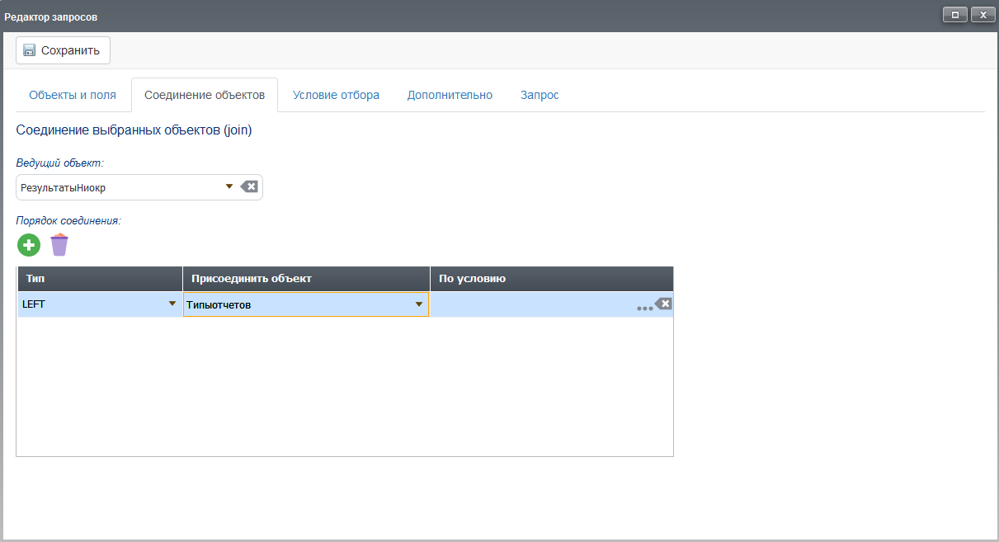 Редактор запросов
Сохранить
Объекты и поля Соединение объектов Условие отбора Дополнительно Запрос
Соединение выбранных объектов (join)
Ведущий объект:
РезультатыНиокр
Порядок соединения:
Тип Присоединить объект По условию
LEFT Типыотчетов